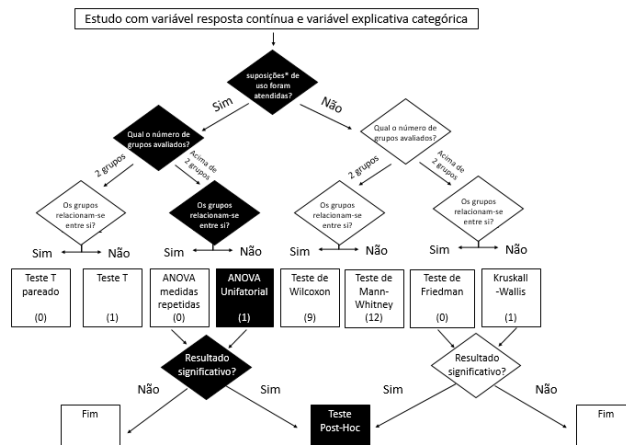 Estudo com variável resposta contínua e variável explicativa categórica
suposições* de
uso foram
atendidas?
Sim
Não
Qual o número de
grupos avaliados?
Qual o número de
grupos avaliados?
2 grupos
Acima de
2 grupos
2 grupos
Acima de
2 grupos
Os grupos
relacionam-se
entre si?
Os grupos
relacionam-se
entre si?
Os grupos
relacionam-se
entre si?
Os grupos
relacionam-se
entre si?
Sim
Não
Sim
Não
Sim
Não
Sim
Não
Teste T
pareado
(0)
Teste T
(1)
ANOVA
medidas
repetidas
(0)
ANOVA
Unifatorial
(1)
Teste de
Wilcoxon
(9)
Teste de
Mann-
Whitney
(12)
Teste de
Friedman
(0)
Kruskall
-Wallis
(1)
Resultado
significativo?
Resultado
significativo?
Não
Sim
Sim
Não
Fim
Teste
Post-Hoc
Fim